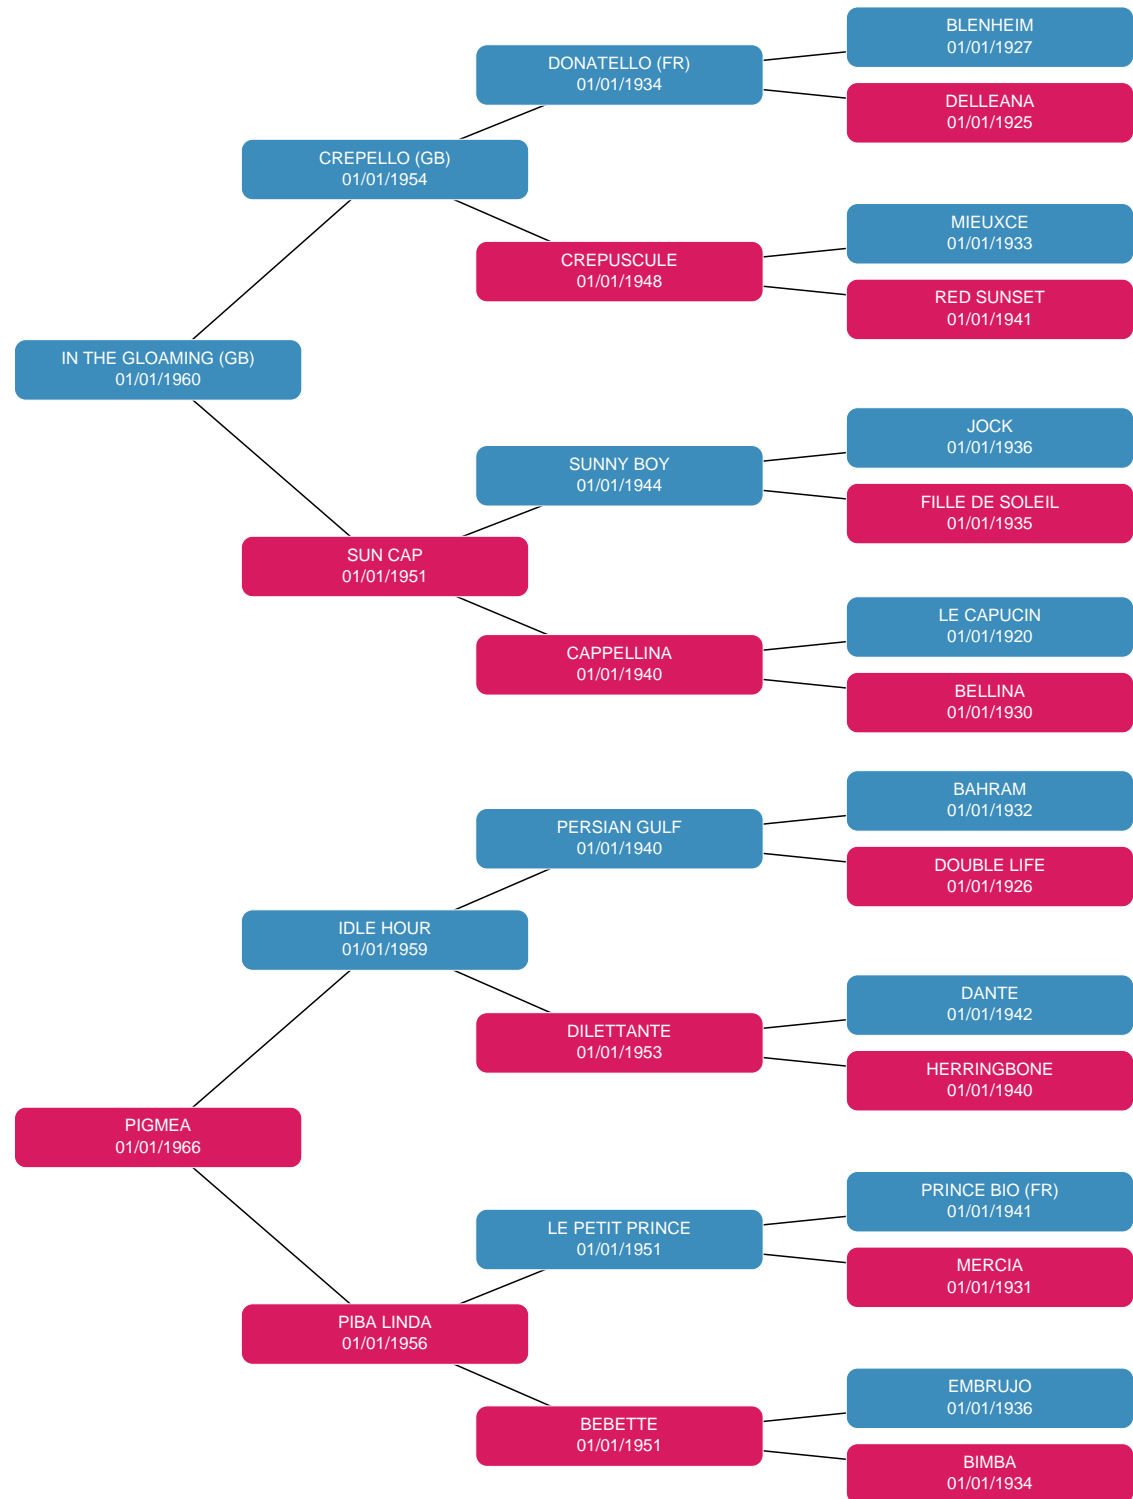 BLENHEIM
01/01/1927
DONATELLO (FR)
01/01/1934
DELLEANA
01/01/1925
CREPELLO (GB)
01/01/1954
MIEUXCE
01/01/1933
CREPUSCULE
01/01/1948
RED SUNSET
01/01/1941
IN THE GLOAMING (GB)
01/01/1960
JOCK
01/01/1936
SUNNY BOY
01/01/1944
FILLE DE SOLEIL
01/01/1935
SUN CAP
01/01/1951
LE CAPUCIN
01/01/1920
CAPPELLINA
01/01/1940
BELLINA
01/01/1930
BAHRAM
01/01/1932
PERSIAN GULF
01/01/1940
DOUBLE LIFE
01/01/1926
IDLE HOUR
01/01/1959
DANTE
01/01/1942
DILETTANTE
01/01/1953
HERRINGBONE
01/01/1940
PIGMEA
01/01/1966
PRINCE BIO (FR)
01/01/1941
LE PETIT PRINCE
01/01/1951
MERCIA
01/01/1931
PIBA LINDA
01/01/1956
EMBRUJO
01/01/1936
BEBETTE
01/01/1951
BIMBA
01/01/1934